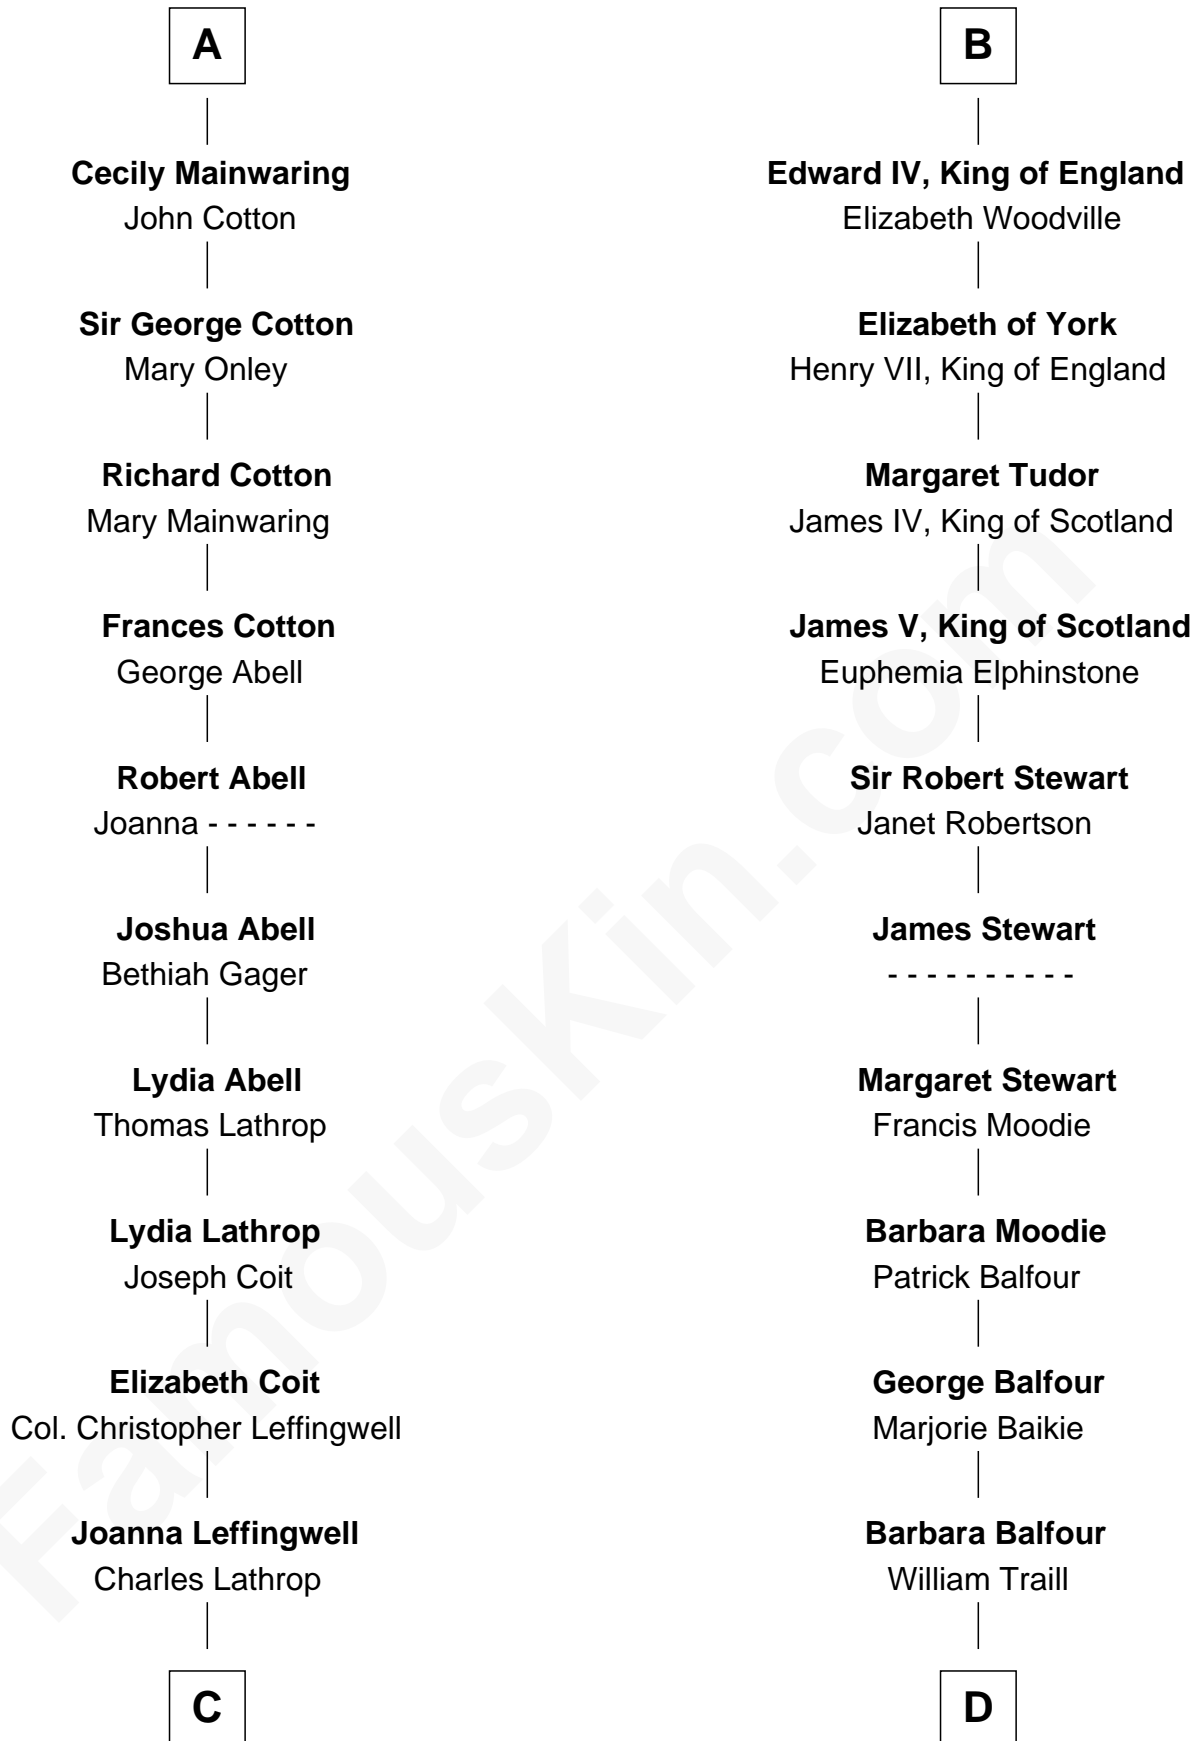 A
Cecily Mainwaring
John Cotton
Sir George Cotton
Mary Onley
Richard Cotton
Mary Mainwaring
Frances Cotton
George Abell
Robert Abell
Joanna - - - - - -
Joshua Abell
Bethiah Gager
Lydia Abell
Thomas Lathrop
Lydia Lathrop
Joseph Coit
Elizabeth Coit
Col. Christopher Leffingwell
Joanna Leffingwell
Charles Lathrop
C
B
Edward IV, King of England
Elizabeth Woodville
Elizabeth of York
Henry VII, King of England
Margaret Tudor
James IV, King of Scotland
James V, King of Scotland
Euphemia Elphinstone
Sir Robert Stewart
Janet Robertson
James Stewart
- - - - - - - - - -
Margaret Stewart
Francis Moodie
Barbara Moodie
Patrick Balfour
George Balfour
Marjorie Baikie
Barbara Balfour
William Traill
D
FamousKin.com